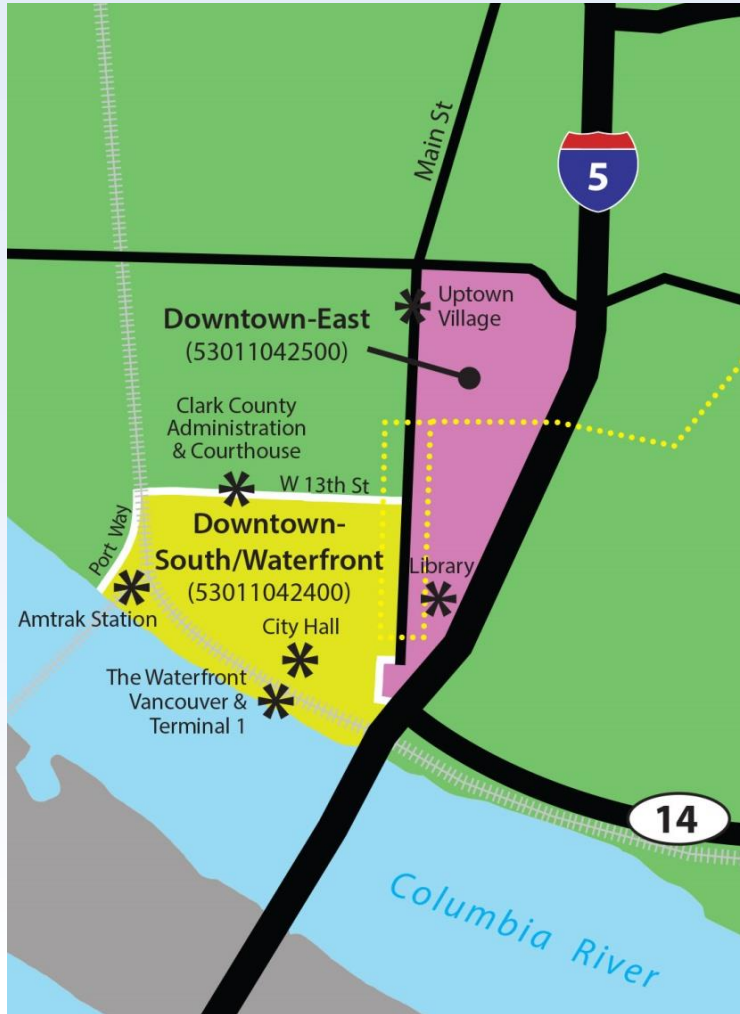 Main St
5
Uptown
Village
Downtown-East
(53011042500)
Clark County
Administration
& Courthouse
W 13th St
Port Way
Downtown-
South/Waterfront
(53011042400)
Library
Amtrak Station
City Hall
The Waterfront
Vancouver &
Terminal 1
14
Columbia River